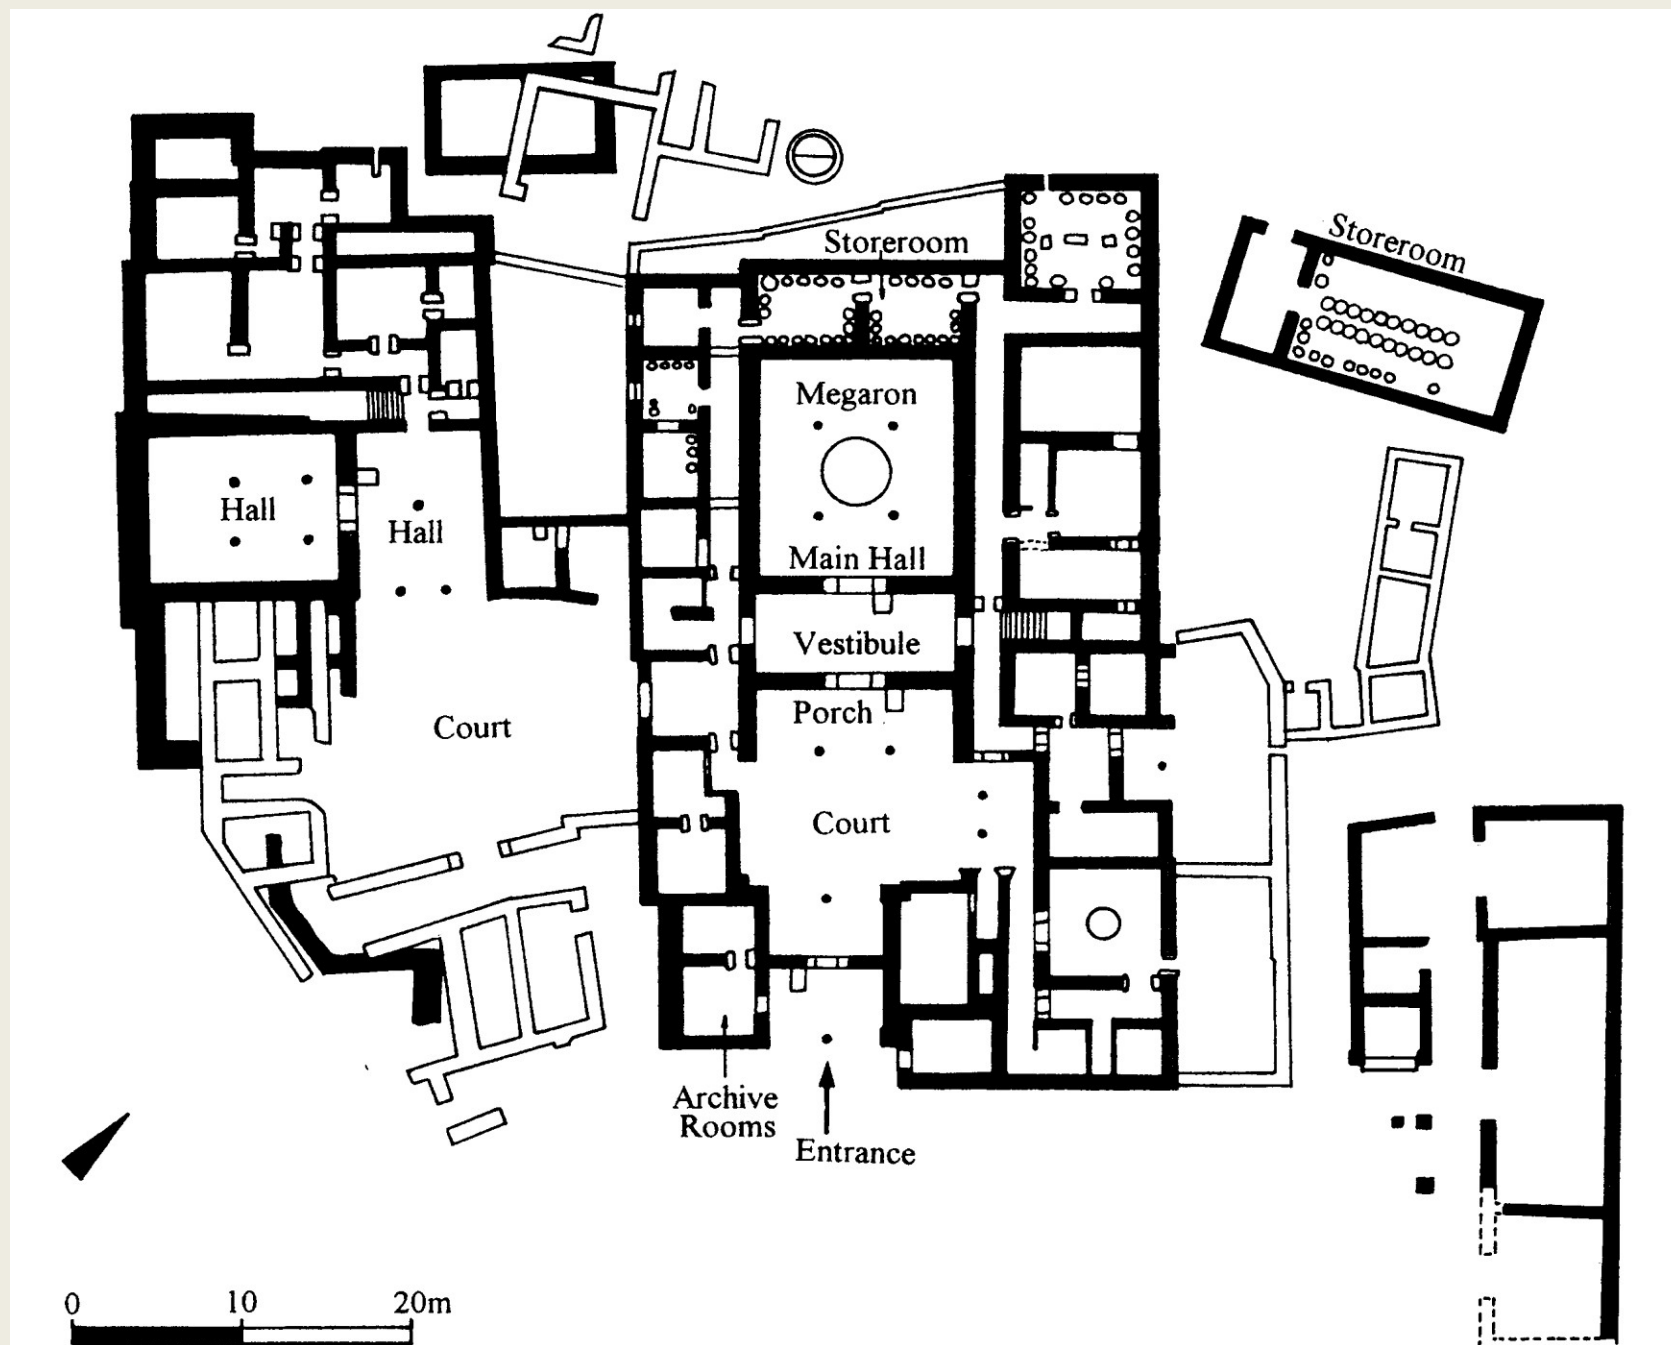 Storeroom
Storeroom
Megaron
Hall
Hall
Main Hall
Vestibule
Porch
Court
Court
Archive
Rooms
Entrance
0 10 20m